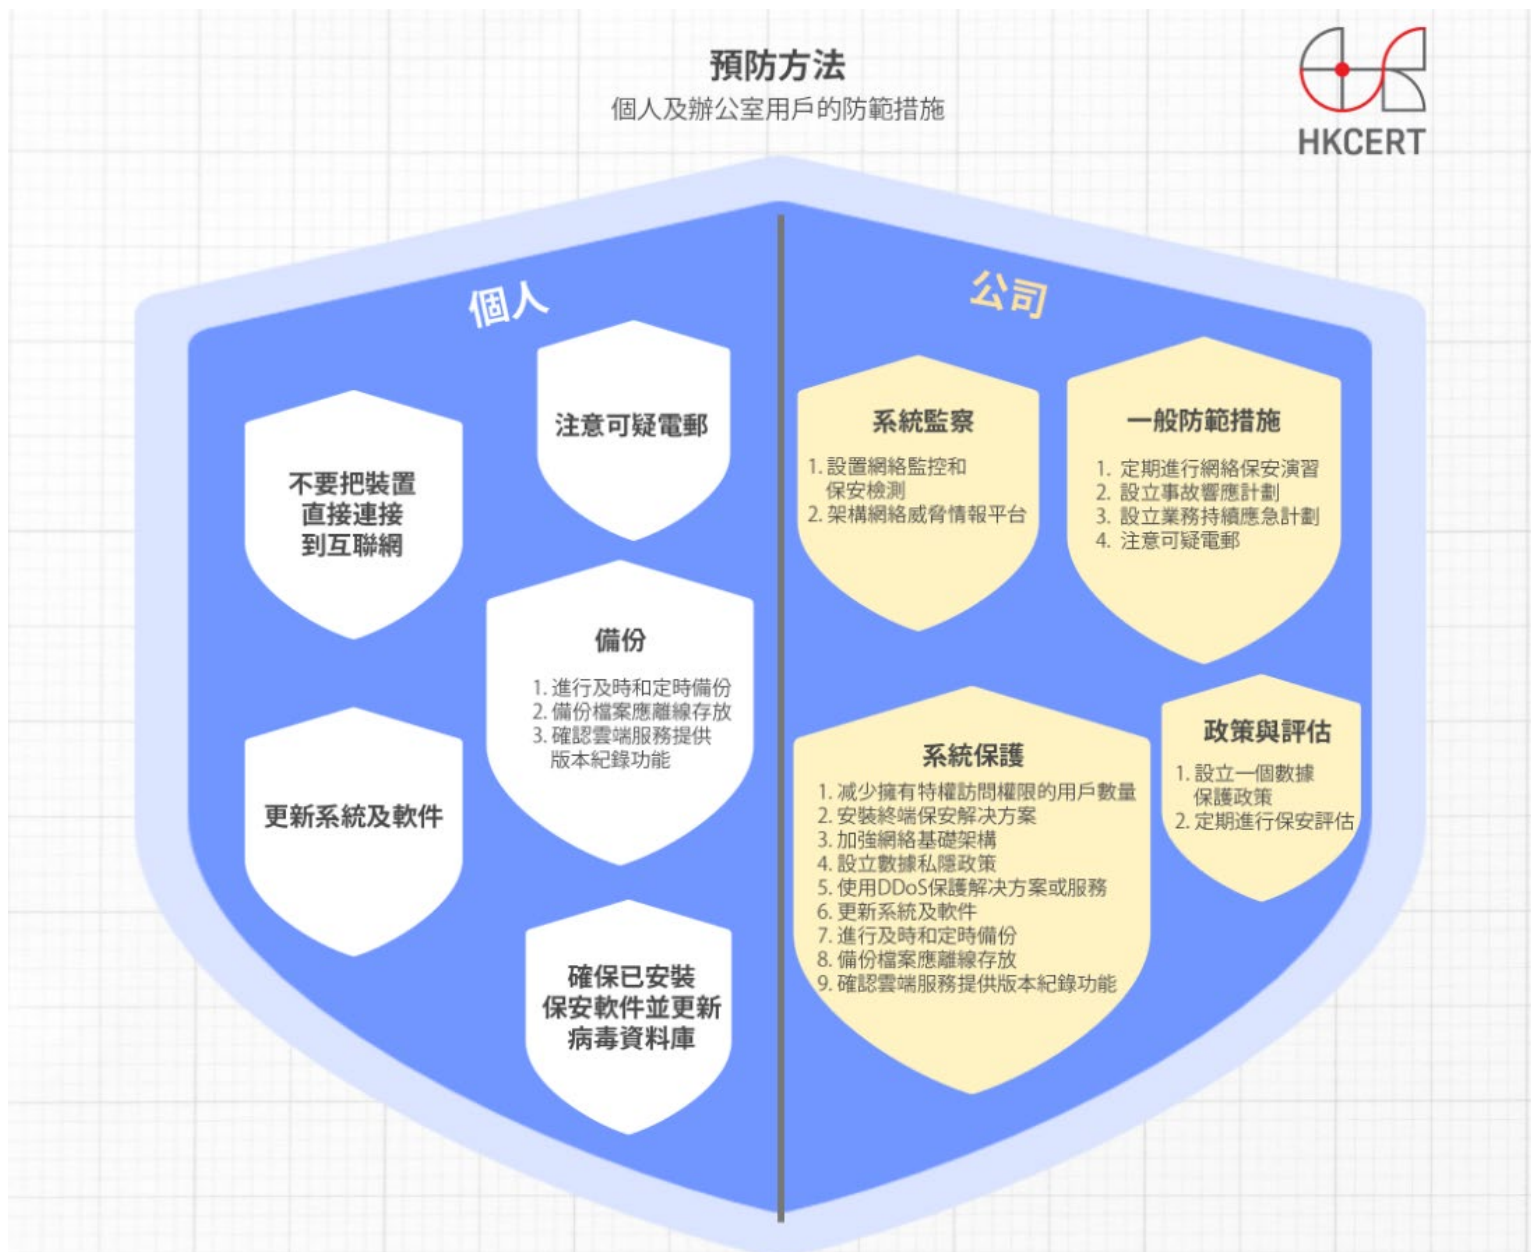 預防方法
個人及辦公室用戶的防範措施
HKCERT
個人
注意可疑電郵
不要把裝置
直接連接
到互聯網
備份
1. 進行及時和定時備份
2. 備份檔案應離線存放
3. 確認雲端服務提供
版本紀錄功能
更新系統及軟件
確保已安裝
保安軟件並更新
病毒資料庫
公司
系統監察
1. 設置網絡監控和
保安檢測
2. 架構網絡威脅情報平台
一般防範措施
1. 定期進行網絡保安演習
2. 設立事故響應計劃
3. 設立業務持續應急計劃
4. 注意可疑電郵
系統保護
1. 減少擁有特權訪問權限的用戶數量
2. 安裝終端保安解決方案
3. 加強網絡基礎架構
4. 設立數據私隱政策
5. 使用DDoS保護解決方案或服務
6. 更新系統及軟件
7. 進行及時和定時備份
8. 備份檔案應離線存放
9. 確認雲端服務提供版本紀錄功能
政策與評估
1. 設立一個數據
保護政策
2. 定期進行保安評估